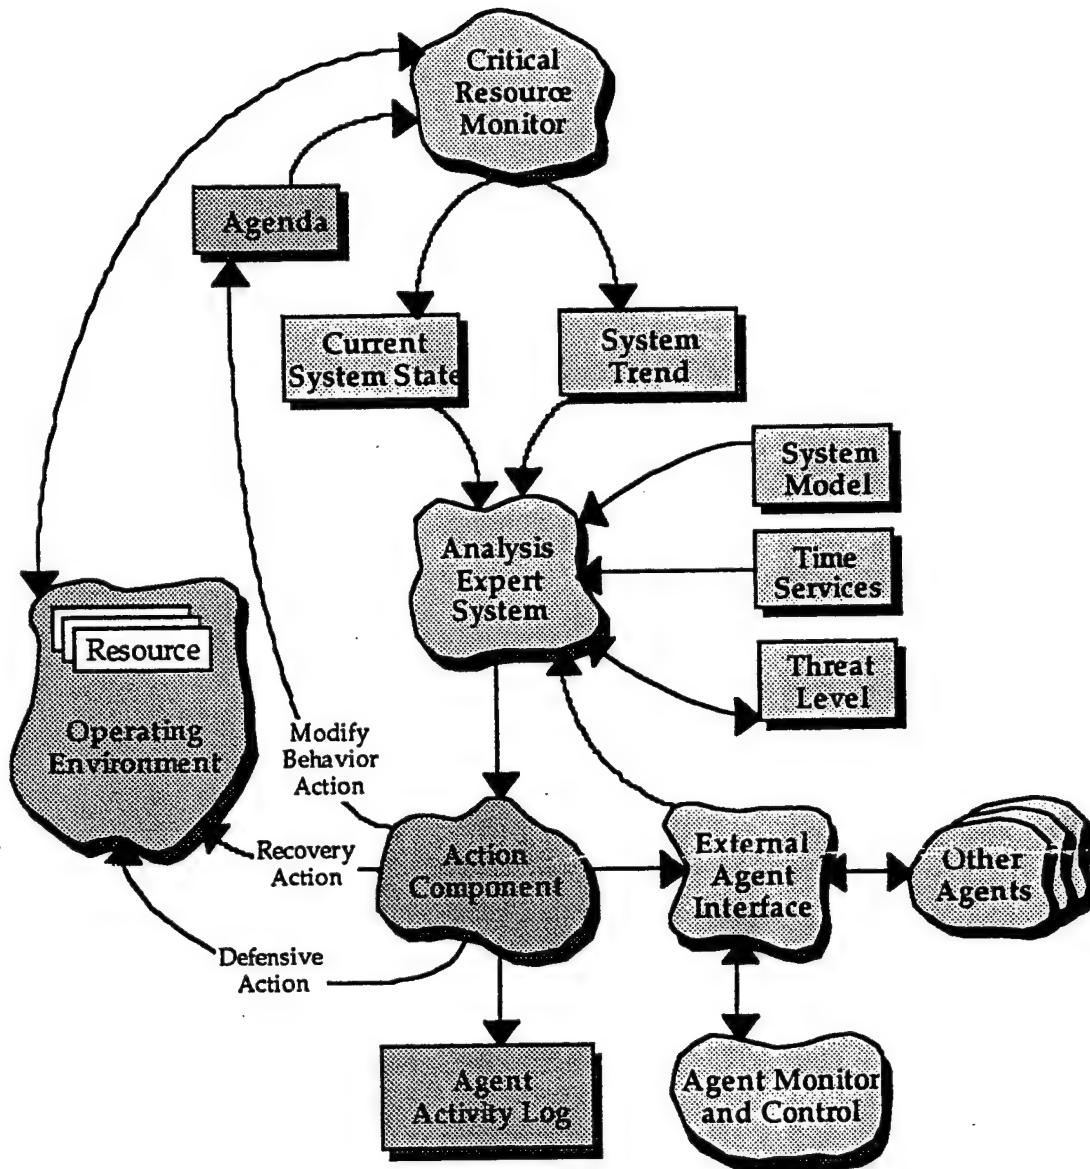 Critical
Resource
Monitor
Agenda
Current
System State
System
Trend
System
Model
Analysis
Expert
System
Time
Services
Resource
Threat
Level
Operating
Environment
Modify
Behavior
Action
Recovery
Action
Action
Component
External
Agent
Interface
Other
Agents
Defensive
Action
Agent
Activity Log
Agent Monitor
and Control